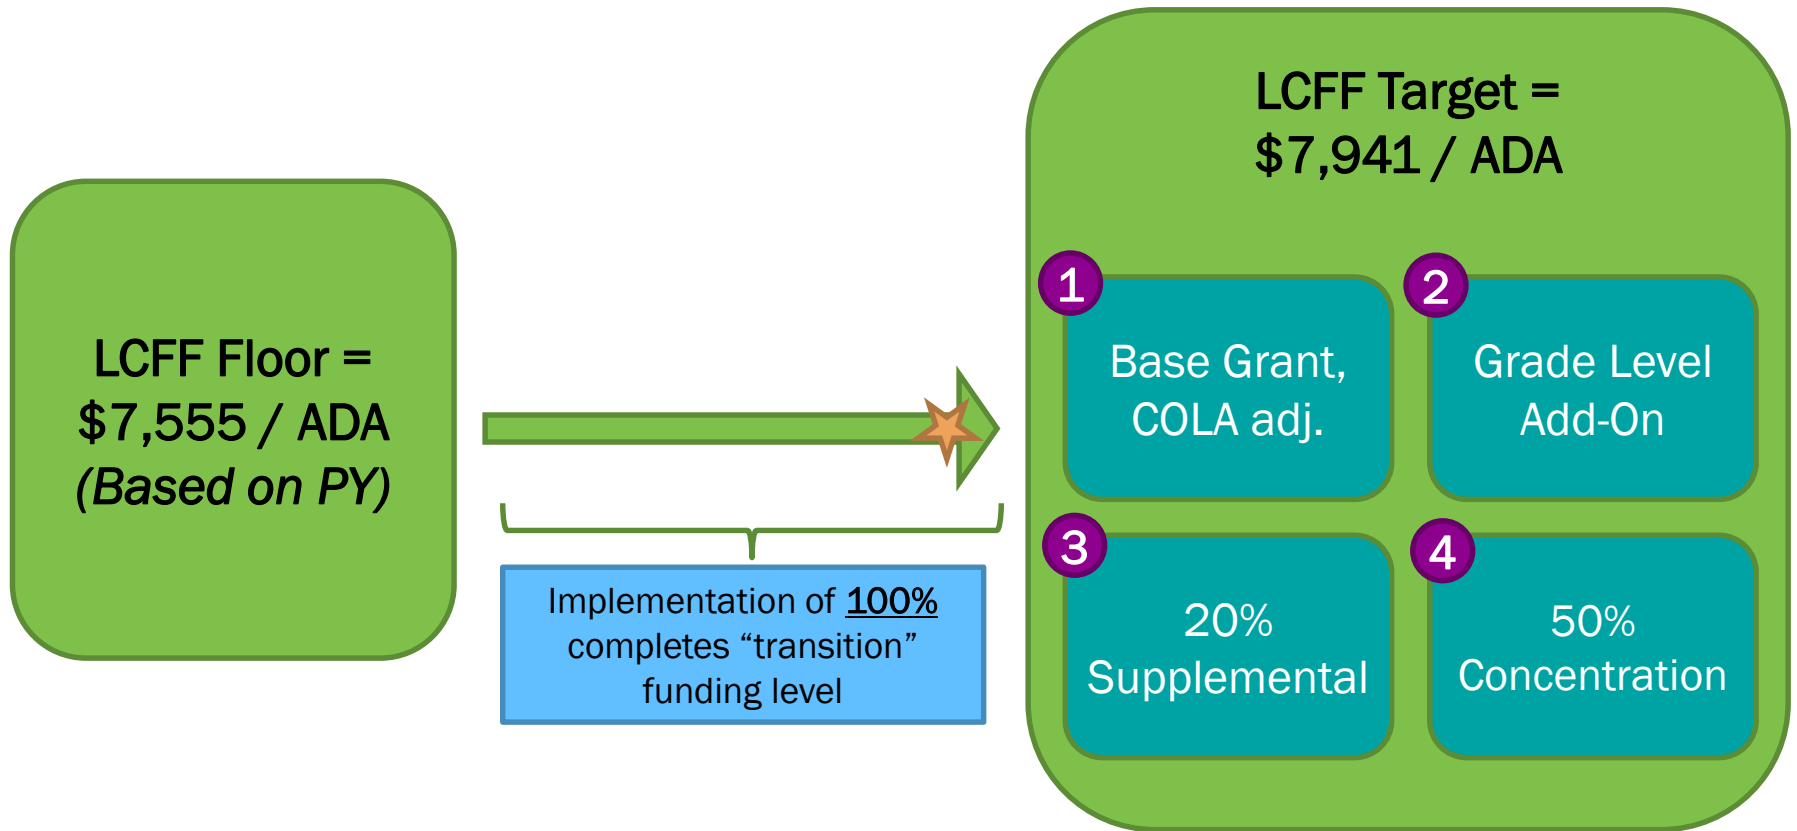 LCFF Floor =
$7,555 / ADA
(Based on PY)
Implementation of 100%
completes “transition”
funding level
LCFF Target =
$7,941 / ADA
1
Base Grant,
COLA adj.
2
Grade Level
Add-On
3
20%
Supplemental
4
50%
Concentration